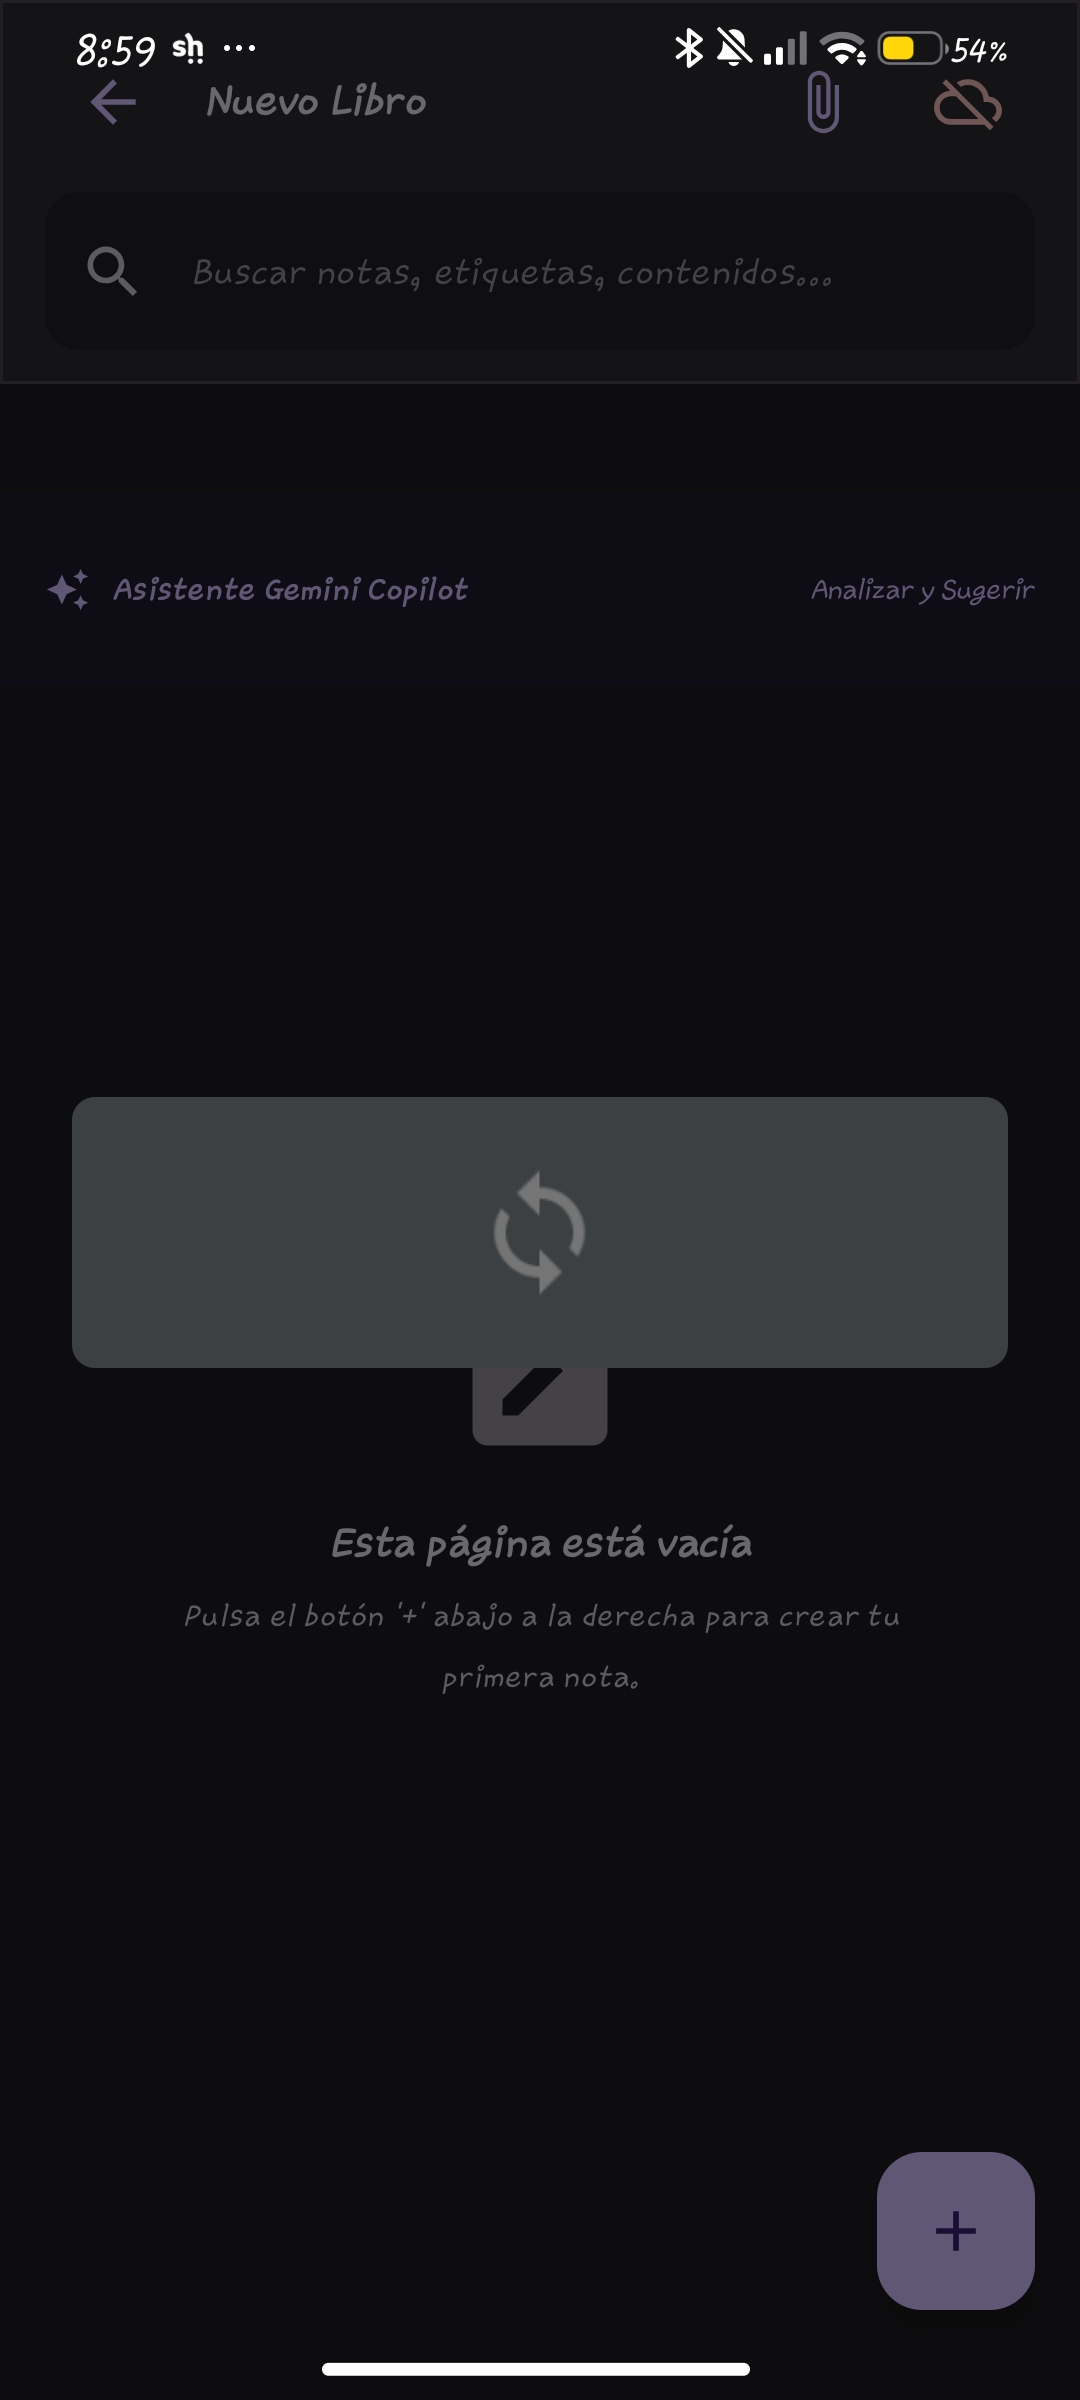 8:59 sh ... 54%
Nuevo Libro
Buscar notas, etiquetas, contenidos...
Asistente Gemini Copilot Analizar y Sugerir
Esta página está vacía
Pulsa el botón '+' abajo a la derecha para crear tu
primera nota.
+